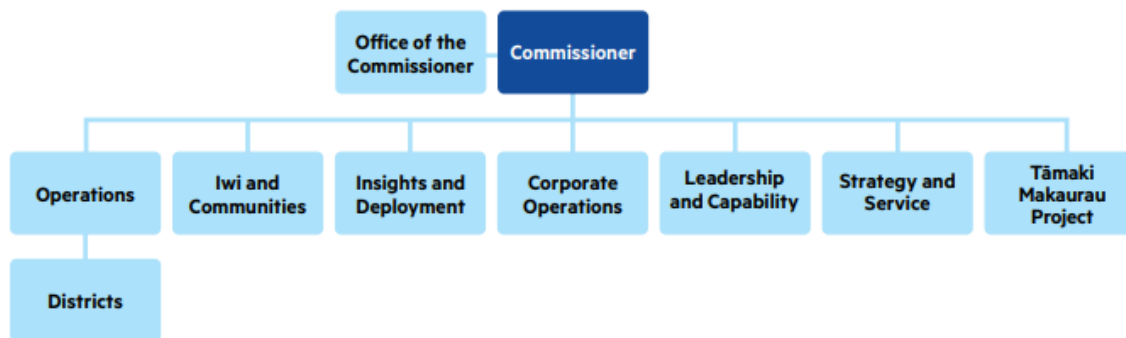 Office of the
Commissioner
Commissioner
Operations
Iwi and
Communities
Insights and
Deployment
Corporate
Operations
Leadership
and Capability
Strategy and
Service
Tāmaki
Makaurau
Project
Districts